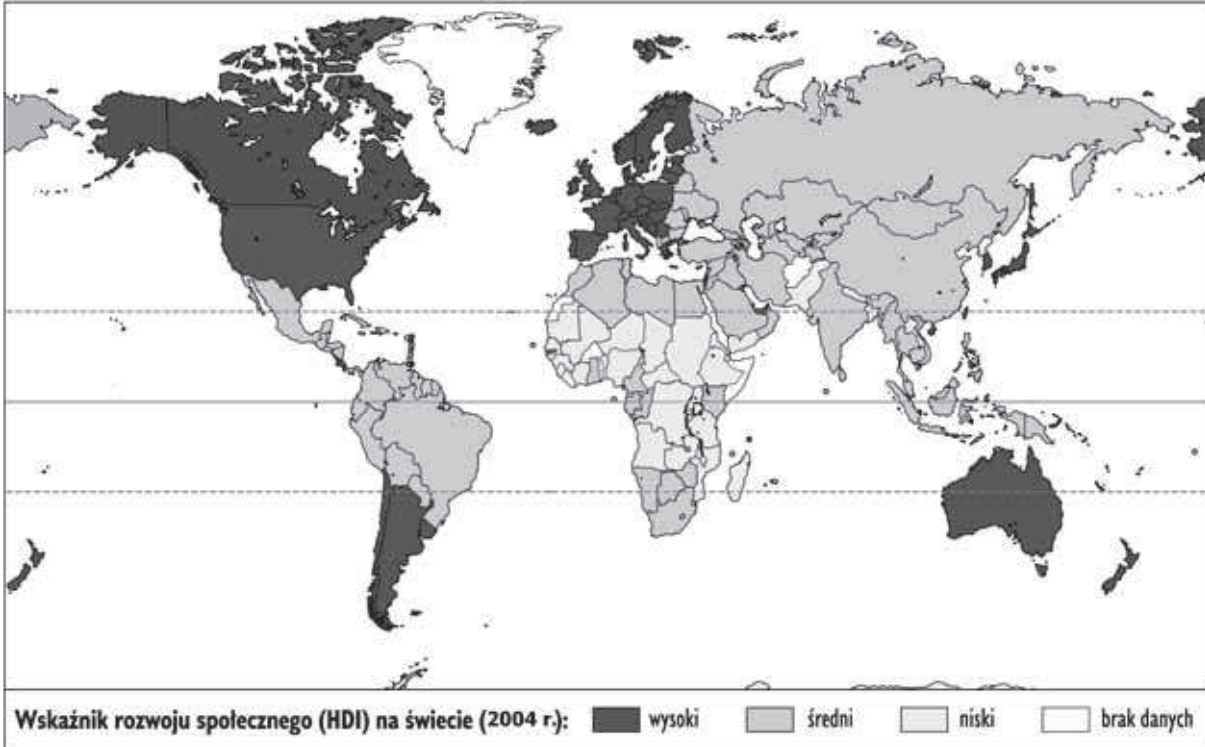 Wskaźnik rozwoju społecznego (HDI) na świecie (2004 r.): wysoki średni niski brak danych